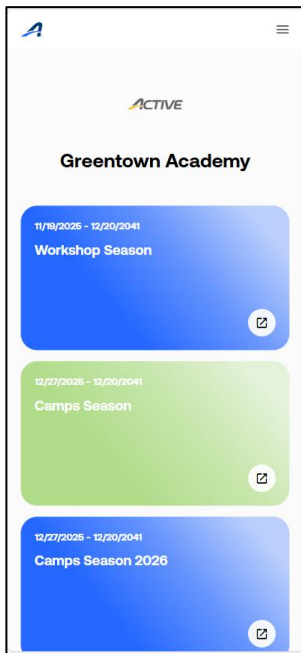 ACTIVE
Greentown Academy
11/19/2025 - 12/20/2041
Workshop Season
12/27/2025 - 12/20/2041
Camps Season
12/27/2025 - 12/20/2041
Camps Season 2026